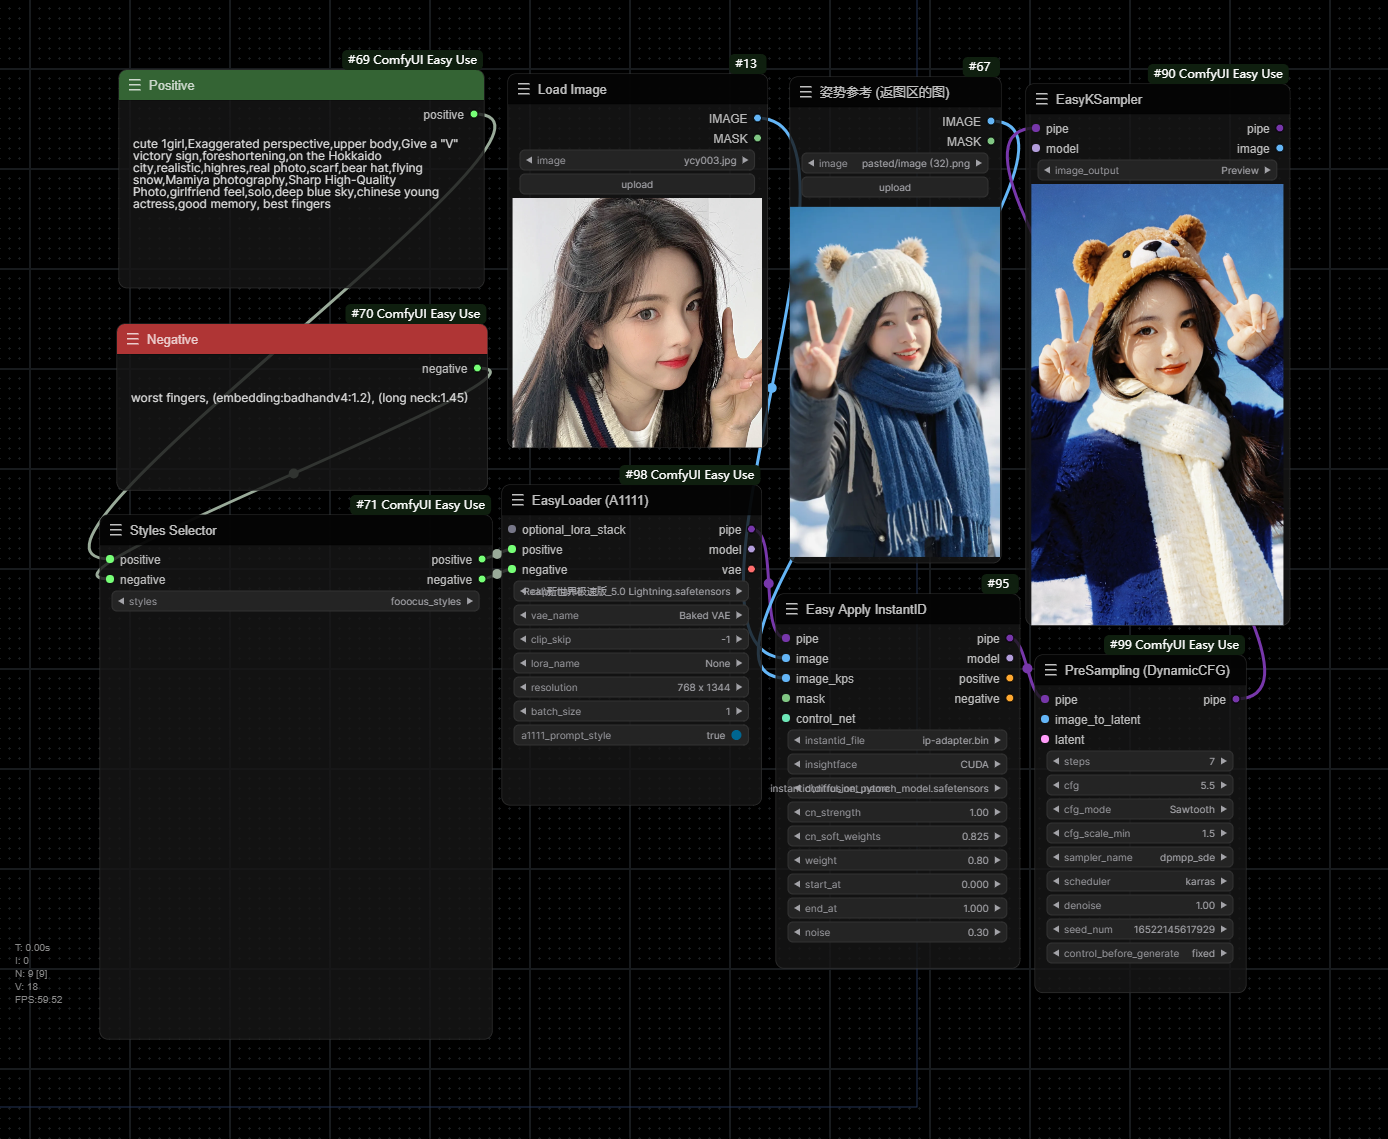 #69 ComfyUI Easy Use
Positive
positive
cute 1girl,Exaggerated perspective,upper body,Give a "V"
victory sign,foreshortening,on the Hokkaido
city,realistic,highres,real photo,scarf,bear hat,flying
snow,Mamiya photography,Sharp High-Quality
Photo,girlfriend feel,solo,deep blue sky,chinese young
actress,good memory, best fingers
#70 ComfyUI Easy Use
Negative
negative
worst fingers, (embedding:badhandv4:1.2), (long neck:1.45)
#71 ComfyUI Easy Use
Styles Selector
positive positive
negative negative
styles fooocus_styles
#13
Load Image
IMAGE
MASK
image ycy003.jpg
upload
#98 ComfyUI Easy Use
EasyLoader (A1111)
optional_lora_stack pipe
positive model
negative vae
新世界极速版_5.0 Lightning.safetensors
vae_name Baked VAE
clip_skip -1
lora_name None
resolution 768 x 1344
batch_size 1
a1111_prompt_style true
#67
姿势参考 (返图区的图)
IMAGE
MASK
image pasted/image (32).png
upload
#95
Easy Apply InstantID
pipe pipe
image model
image_kps positive
mask negative
control_net
instantid_file ip-adapter.bin
insightface CUDA
_model.safetensors
cn_strength 1.00
cn_soft_weights 0.825
weight 0.80
start_at 0.000
end_at 1.000
noise 0.30
#90 ComfyUI Easy Use
EasyKSampler
pipe pipe
model image
image_output Preview
#99 ComfyUI Easy Use
PreSampling (DynamicCFG)
pipe pipe
image_to_latent
latent
steps 7
cfg 5.5
cfg_mode Sawtooth
cfg_scale_min 1.5
sampler_name dpmpp_sde
scheduler karras
denoise 1.00
seed_num 16522145617929
control_before_generate fixed
T: 0.00s
I: 0
N: 9 [9]
V: 18
FPS:59.52